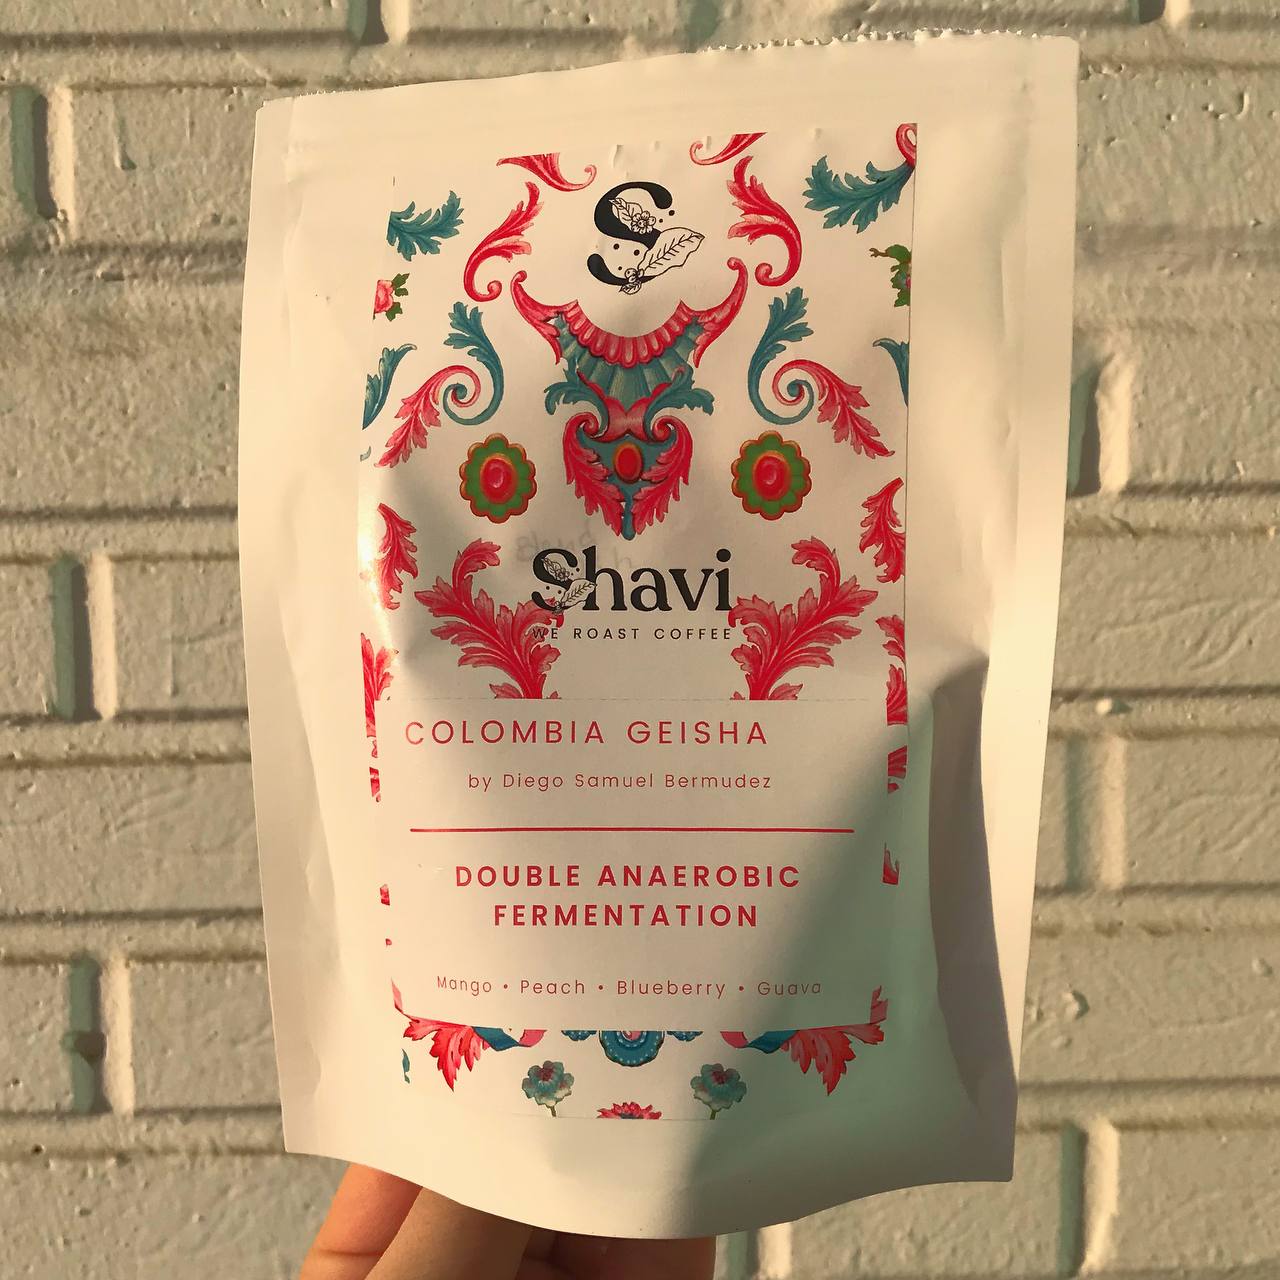 S
Shavi
WE ROAST COFFEE
COLOMBIA GEISHA
by Diego Samuel Bermudez
DOUBLE ANAEROBIC
FERMENTATION
Mango • Peach • Blueberry • Guava